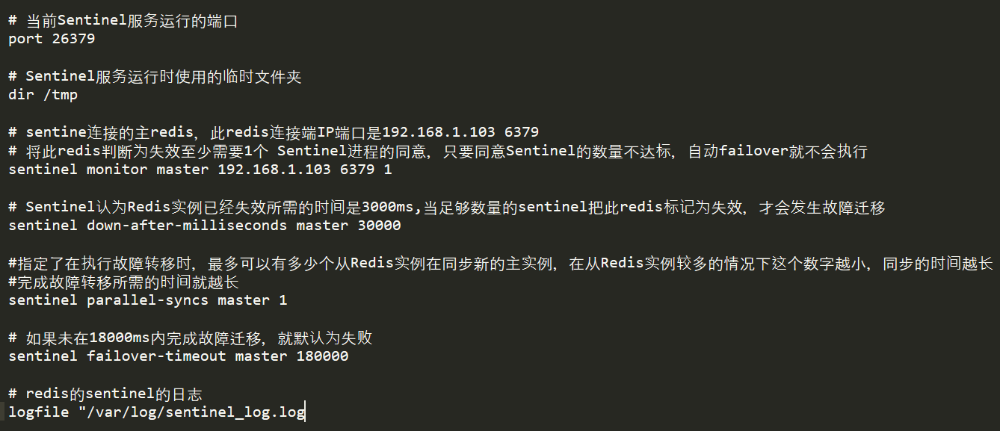 # 当前Sentinel服务运行的端口
port 26379
# Sentinel服务运行时使用的临时文件夹
dir /tmp
# sentine连接的主redis, 此redis连接端IP端口是192.168.1.103 6379
# 将此redis判断为失效至少需要1个 Sentinel进程的同意, 只要同意Sentinel的数量不达标, 自动failover就不会执行
sentinel monitor master 192.168.1.103 6379 1
# Sentinel认为Redis实例已经失效所需的时间是3000ms,当足够数量的sentinel把此redis标记为失效, 才会发生故障迁移
sentinel down-after-milliseconds master 30000
#指定了在执行故障转移时, 最多可以有多少个从Redis实例在同步新的主实例, 在从Redis实例较多的情况下这个数字越小, 同步的时间越长
#完成故障转移所需的时间就越长
sentinel parallel-syncs master 1
# 如果未在18000ms内完成故障迁移, 就默认为失败
sentinel failover-timeout master 180000
# redis的sentinel的日志
logfile "/var/log/sentinel_log.log